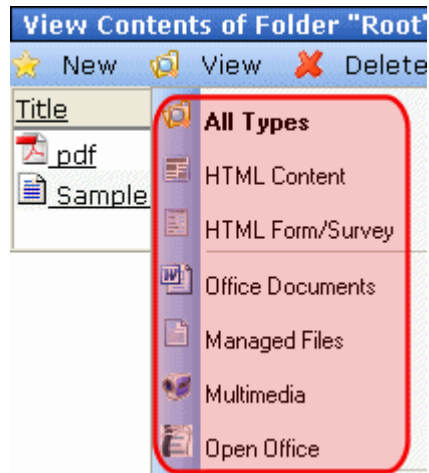 View Contents of Folder "Root"
New View Delete
Title
pdf
Sample
All Types
HTML Content
HTML Form/Survey
Office Documents
Managed Files
Multimedia
Open Office